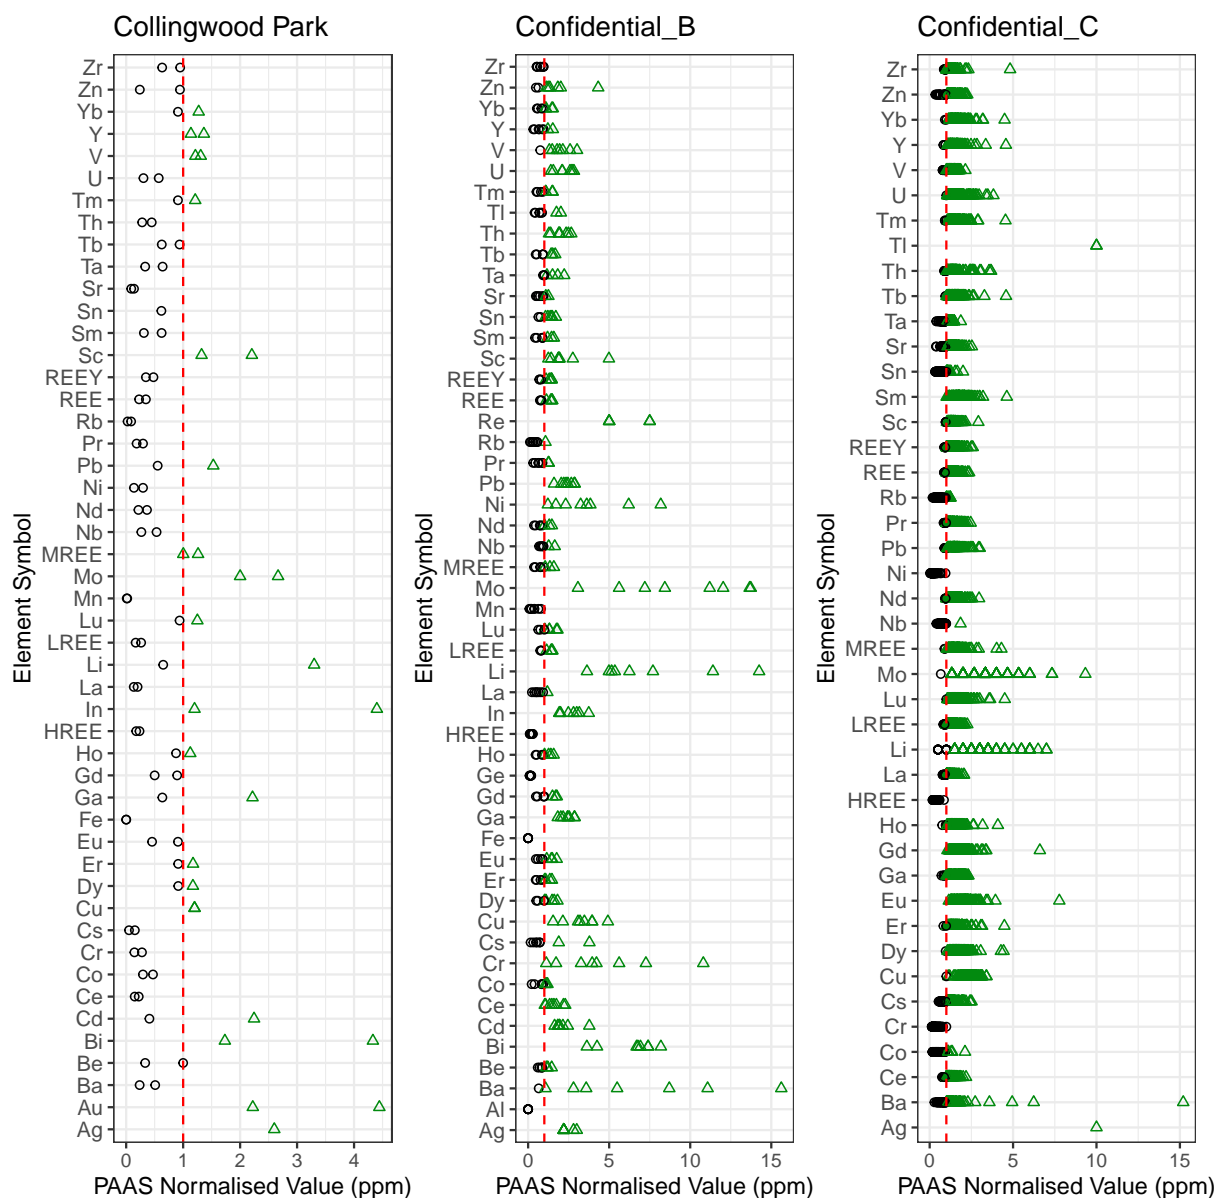 Collingwood Park
Element Symbol
Zr
Zn
Yb
Y
V
U
Tm
Th
Tb
Ta
Sr
Sn
Sm
Sc
REEY
REE
Rb
Pr
Pb
Ni
Nd
Nb
MREE
Mo
Mn
Lu
LREE
Li
La
In
HREE
Ho
Gd
Ga
Fe
Eu
Er
Dy
Cu
Cs
Cr
Co
Ce
Cd
Bi
Be
Ba
Au
Ag
0 1 2 3 4
PAAS Normalised Value (ppm)
Confidential_B
Element Symbol
Zr
Zn
Yb
Y
V
U
Tm
Tl
Th
Tb
Ta
Sr
Sn
Sm
Sc
REEY
REE
Re
Rb
Pr
Pb
Ni
Nd
Nb
MREE
Mo
Mn
Lu
LREE
Li
La
In
HREE
Ho
Ge
Gd
Ga
Fe
Eu
Er
Dy
Cu
Cs
Cr
Co
Ce
Cd
Bi
Be
Ba
Al
Ag
0 5 10 15
PAAS Normalised Value (ppm)
Confidential_C
Element Symbol
Zr
Zn
Yb
Y
V
U
Tm
Tl
Th
Tb
Ta
Sr
Sn
Sm
Sc
REEY
REE
Rb
Pr
Pb
Ni
Nd
Nb
MREE
Mo
Lu
LREE
Li
La
HREE
Ho
Gd
Ga
Eu
Er
Dy
Cu
Cs
Cr
Co
Ce
Ba
Ag
0 5 10 15
PAAS Normalised Value (ppm)